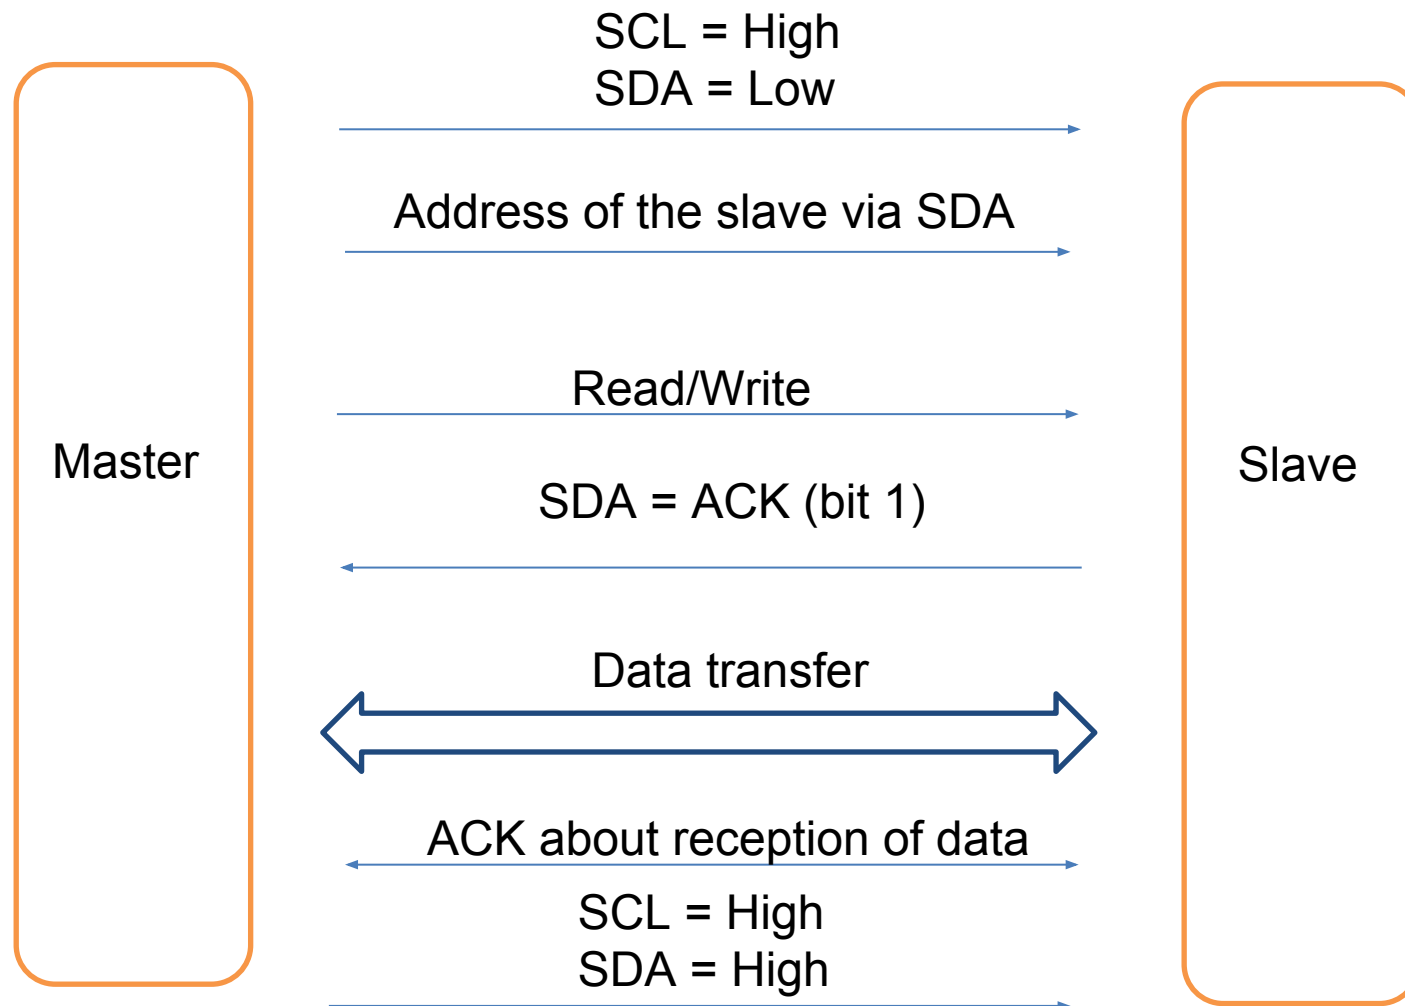 SCL = High
SDA = Low
Address of the slave via SDA
Read/Write
Master
Slave
SDA = ACK (bit 1)
Data transfer
ACK about reception of data
SCL = High
SDA = High